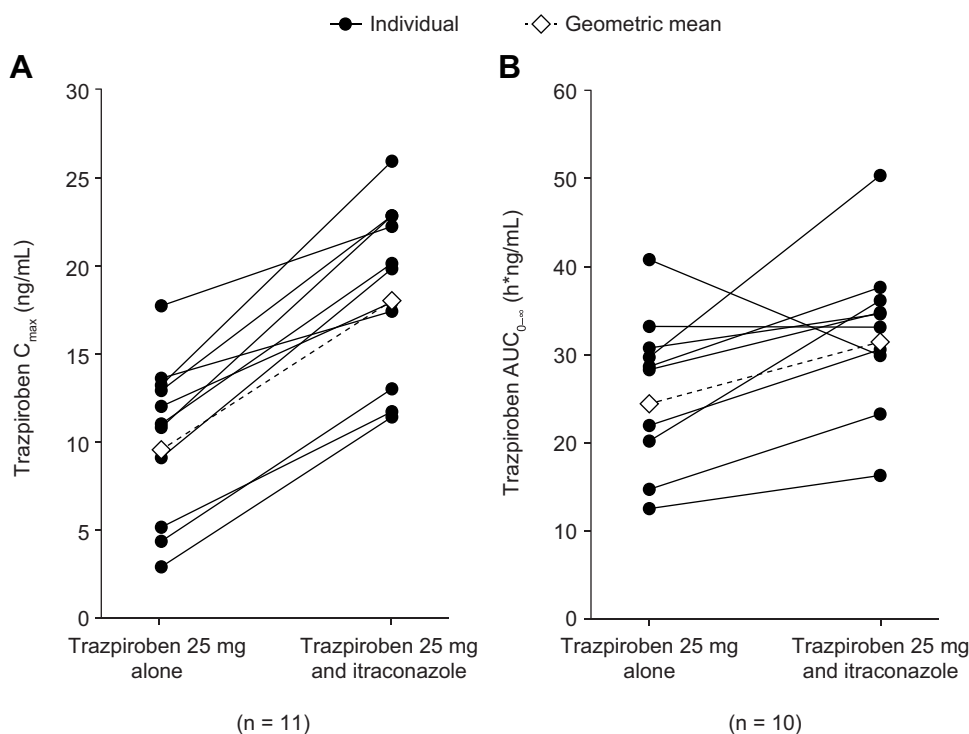 Individual
Geometric mean
A
30
25
20
15
10
5
0
Trazpiroben Cmax (ng/mL)
Trazpiroben 25 mg
alone
Trazpiroben 25 mg
and itraconazole
(n = 11)
B
60
50
40
30
20
10
0
Trazpiroben AUC0–∞ (h*ng/mL)
Trazpiroben 25 mg
alone
Trazpiroben 25 mg
and itraconazole
(n = 10)